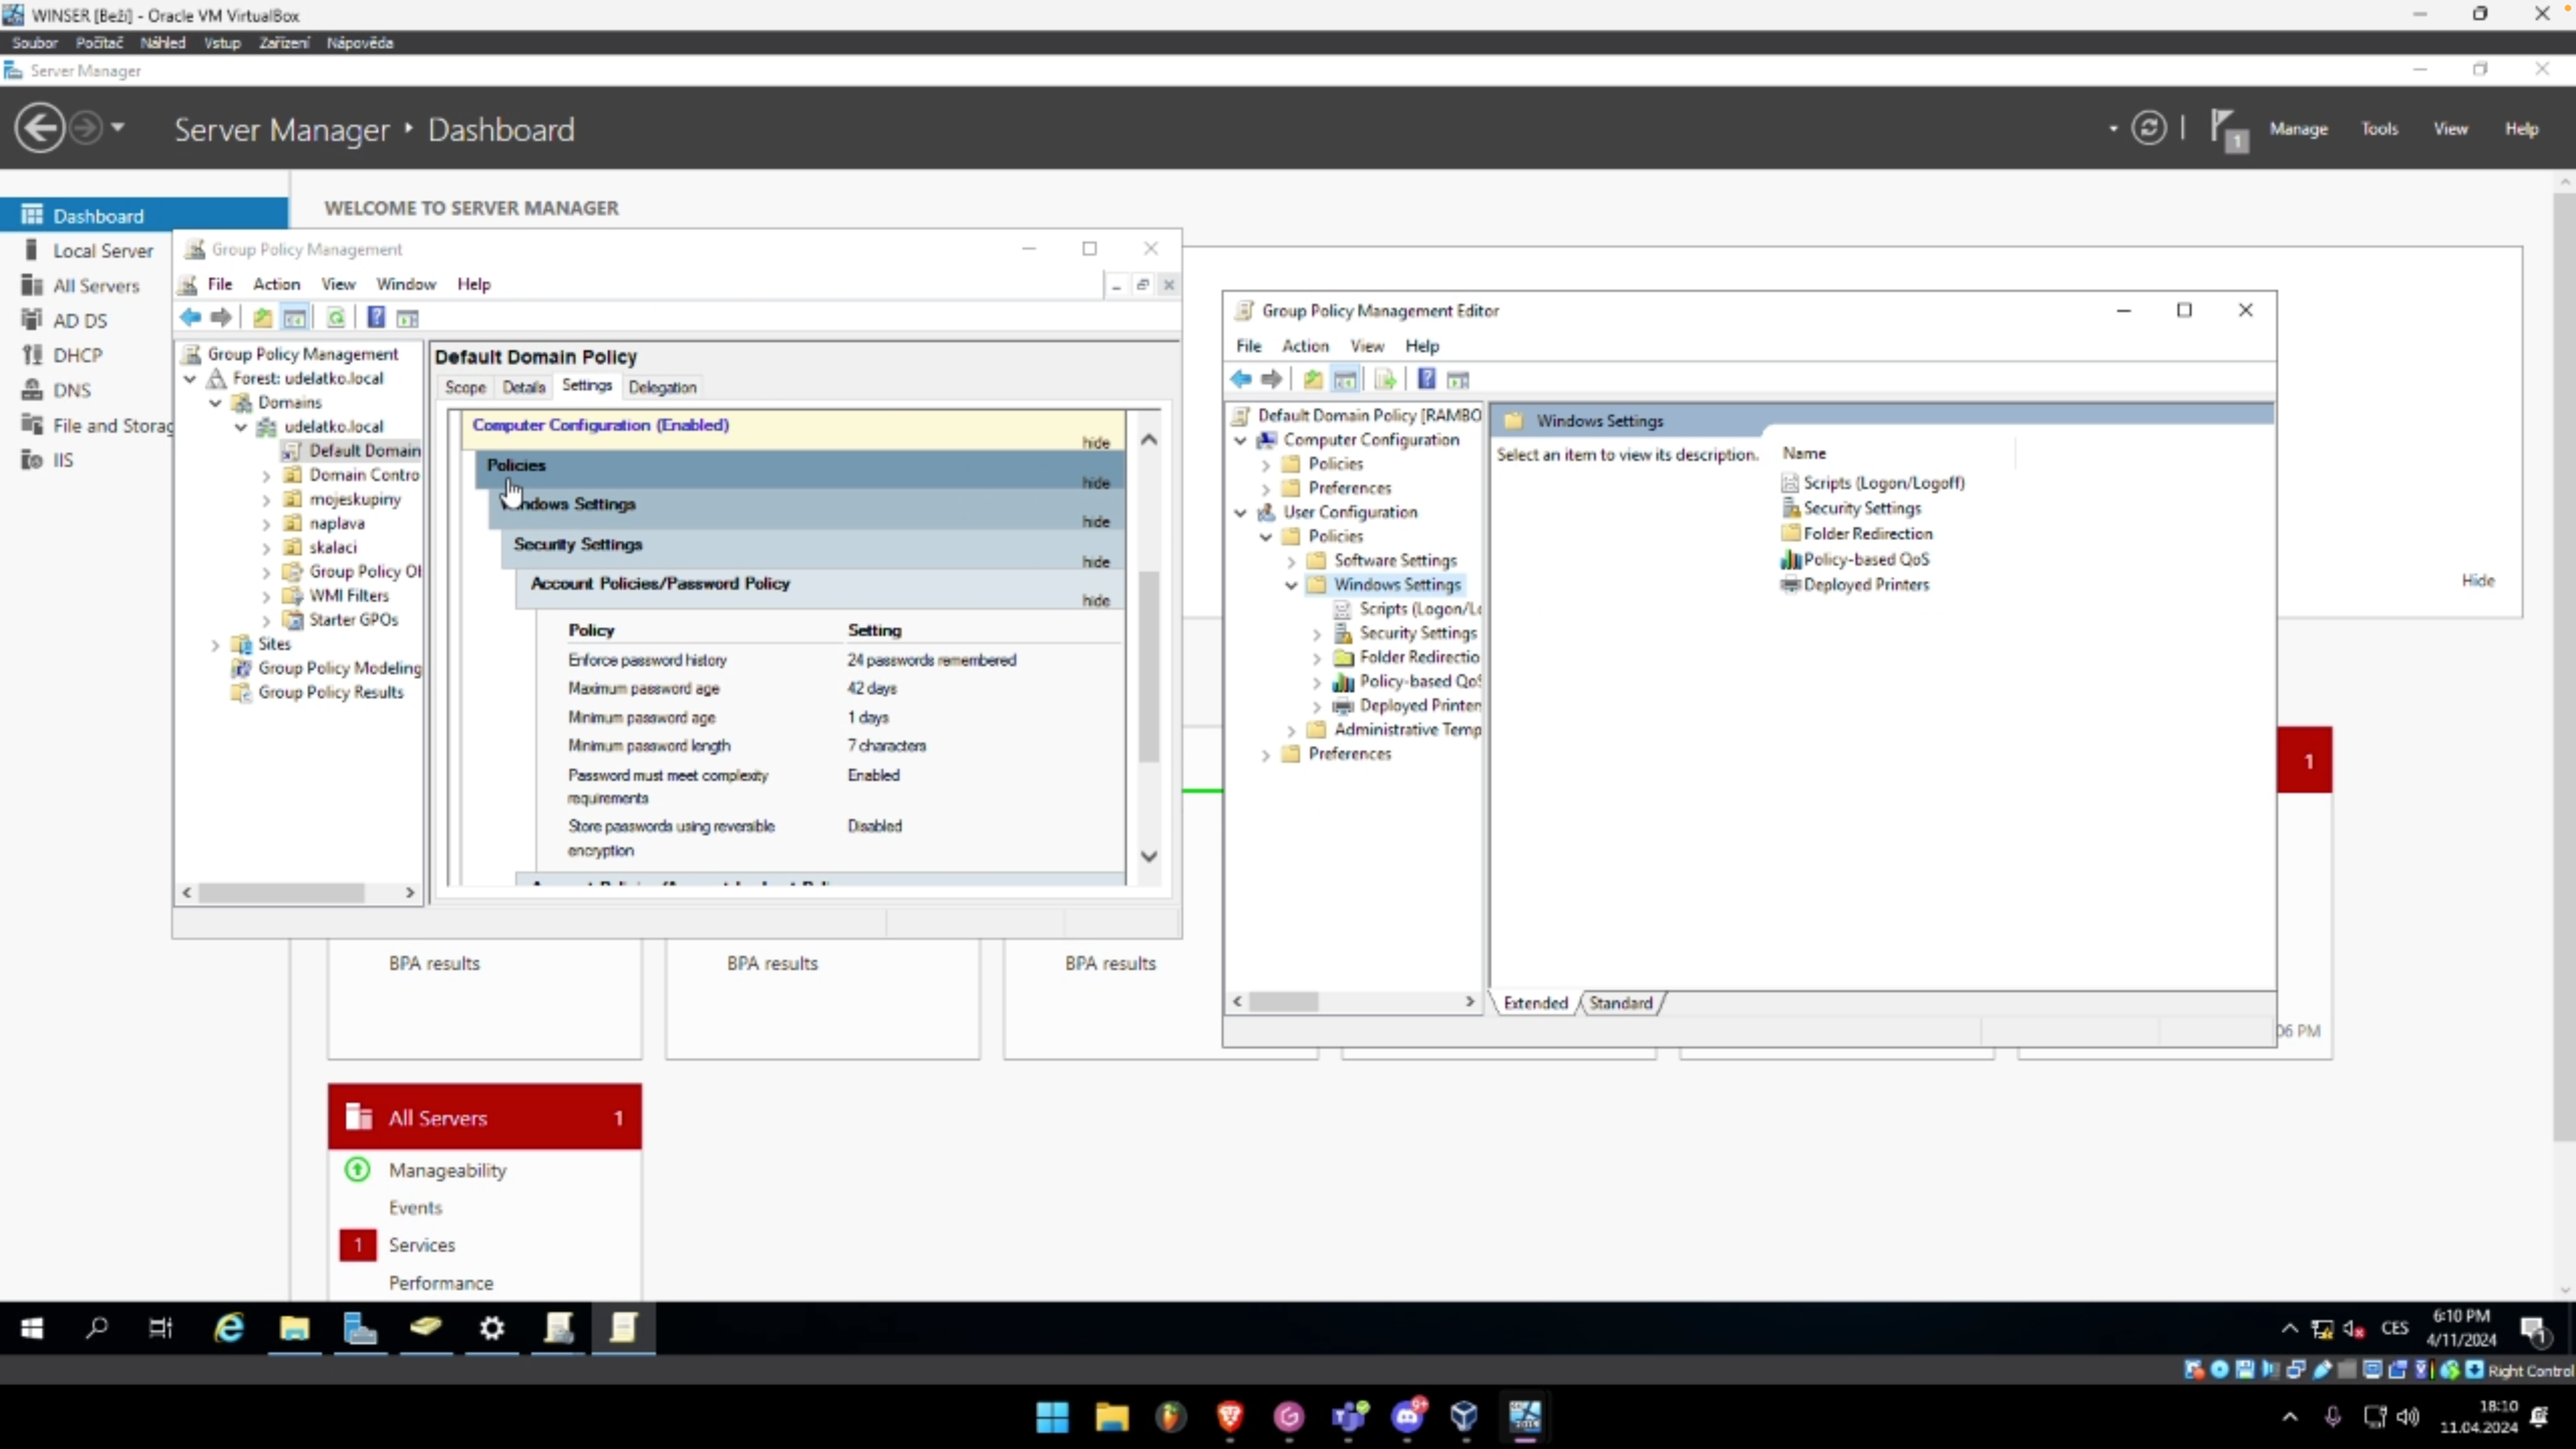 WINSER [Beží] - Oracle VM VirtualBox
Soubor Počítač Náhled Vstup Zařízení Nápověda
Server Manager
Server Manager Dashboard
1
Manage Tools View Help
Dashboard
Local Server
All Servers
AD DS
DHCP
DNS
File and Storag
IIS
WELCOME TO SERVER MANAGER
Group Policy Management
File Action View Window Help
Group Policy Management
Forest: udelatko.local
Domains
udelatko.local
Default Domain
Domain Contro
mojeskupiny
naplava
skalaci
Group Policy Ol
WMI Filters
Starter GPOs
Sites
Group Policy Modeling
Group Policy Results
Default Domain Policy
Scope Details Settings Delegation
Computer Configuration (Enabled)
hide
Policies
hide
indows Settings
hide
Security Settings
hide
Account Policies/Password Policy
hide
Policy Setting
Enforce password history 24 passwords remembered
Maximum password age 42 days
Minimum password age 1 days
Minimum password length 7 characters
Password must meet complexity requirements Enabled
Store passwords using reversible encryption Disabled
Group Policy Management Editor
File Action View Help
Default Domain Policy [RAMBO
Computer Configuration
Policies
Preferences
User Configuration
Policies
Software Settings
Windows Settings
Scripts (Logon/Lo
Security Settings
Folder Redirectio
Policy-based QoS
Deployed Printer
Administrative Temp
Preferences
Windows Settings
Select an item to view its description.
Name
Scripts (Logon/Logoff)
Security Settings
Folder Redirection
Policy-based QoS
Deployed Printers
Extended Standard
Hide
1
06 PM
BPA results
BPA results
BPA results
All Servers 1
Manageability
Events
1 Services
Performance
CES
6:10 PM
4/11/2024
1
Right Control
9+
18:10
11.04.2024